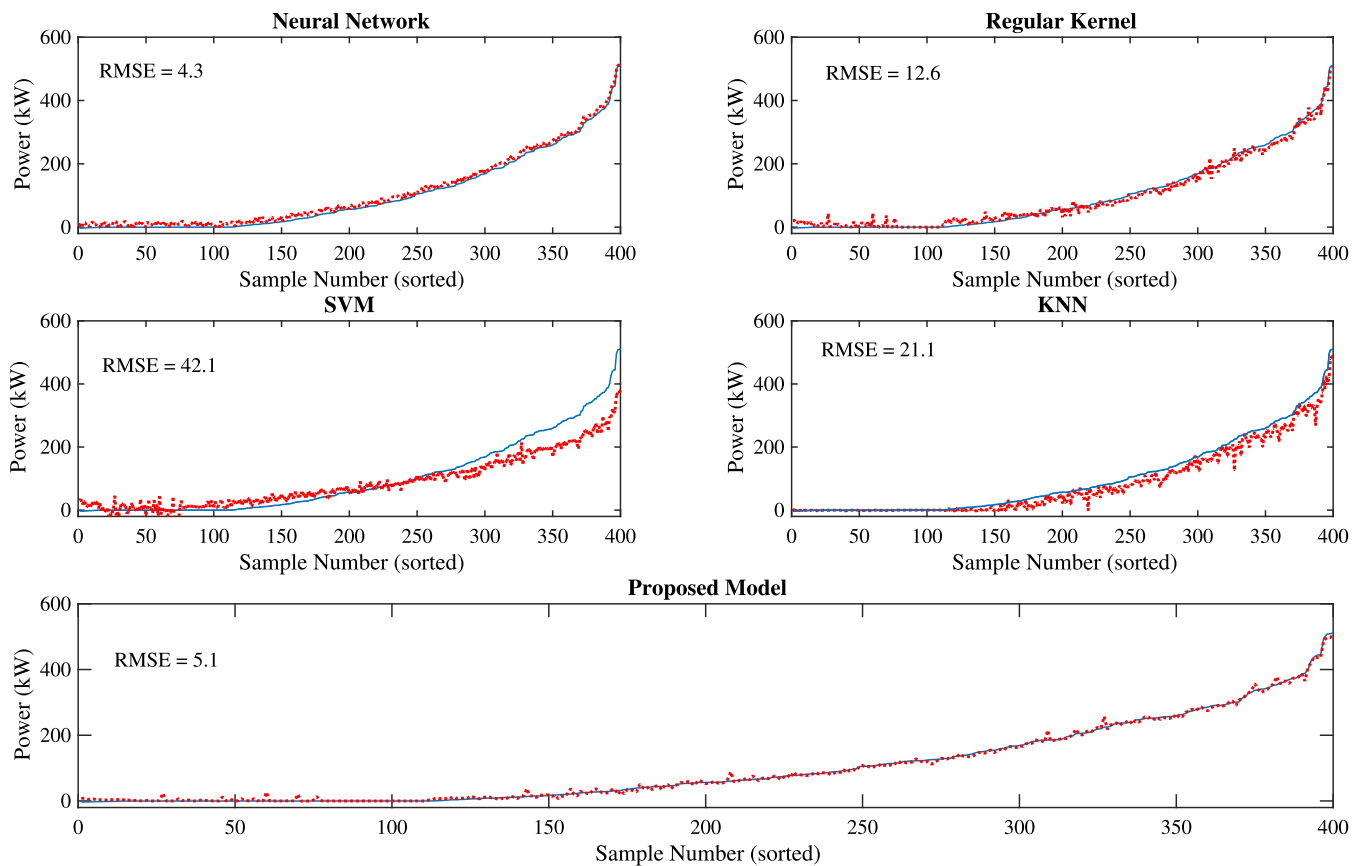 Neural Network
Regular Kernel
600
400
200
0
Power (kW)
RMSE = 4.3
0 50 100 150 200 250 300 350 400
Sample Number (sorted)
600
400
200
0
Power (kW)
RMSE = 12.6
0 50 100 150 200 250 300 350 400
Sample Number (sorted)
SVM
KNN
600
400
200
0
Power (kW)
RMSE = 42.1
0 50 100 150 200 250 300 350 400
Sample Number (sorted)
600
400
200
0
Power (kW)
RMSE = 21.1
0 50 100 150 200 250 300 350 400
Sample Number (sorted)
Proposed Model
600
400
200
0
Power (kW)
RMSE = 5.1
0 50 100 150 200 250 300 350 400
Sample Number (sorted)